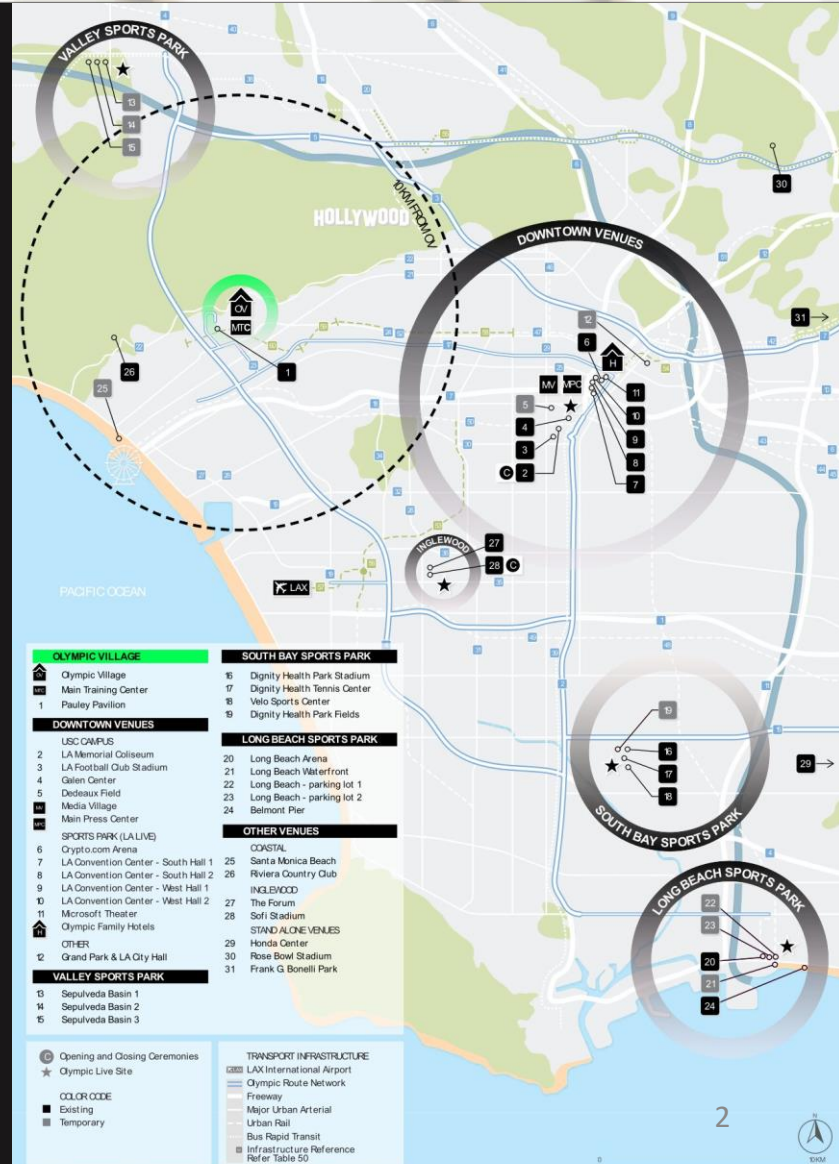 VALLEY SPORTS PARK
13
14
15
10KM FROM OV
HOLLYWOOD
30
DOWNTOWN VENUES
OV
MTC
1
26
25
31
12
6
H
MV
MPC
5
4
3
C
2
11
10
9
8
7
INGLEWOOD
27
28
C
LAX
PACIFIC OCEAN
19
16
17
18
SOUTH BAY SPORTS PARK
29
LONG BEACH SPORTS PARK
22
23
20
21
24
OLYMPIC VILLAGE
OV Olympic Village
MPC Main Training Center
1 Pauley Pavilion
DOWNTOWN VENUES
USC CAMPUS
2 LA Memorial Coliseum
3 LA Football Club Stadium
4 Galen Center
5 Dedeaux Field
MV Media Village
MPC Main Press Center
SPORTS PARK (LA LIVE)
6 Crypto.com Arena
7 LA Convention Center - South Hall 1
8 LA Convention Center - South Hall 2
9 LA Convention Center - West Hall 1
10 LA Convention Center - West Hall 2
11 Microsoft Theater
H Olympic Family Hotels
OTHER
12 Grand Park & LA City Hall
VALLEY SPORTS PARK
13 Sepulveda Basin 1
14 Sepulveda Basin 2
15 Sepulveda Basin 3
SOUTH BAY SPORTS PARK
16 Dignity Health Park Stadium
17 Dignity Health Tennis Center
18 Velo Sports Center
19 Dignity Health Park Fields
LONG BEACH SPORTS PARK
20 Long Beach Arena
21 Long Beach Waterfront
22 Long Beach - parking lot 1
23 Long Beach - parking lot 2
24 Belmont Pier
OTHER VENUES
COASTAL
25 Santa Monica Beach
26 Riviera Country Club
INGLEWOOD
27 The Forum
28 Sofi Stadium
STAND ALONE VENUES
29 Honda Center
30 Rose Bowl Stadium
31 Frank G Bonelli Park
C Opening and Closing Ceremonies
Olympic Live Site
COLOR CODE
Existing
Temporary
TRANSPORT INFRASTRUCTURE
LAX International Airport
Olympic Route Network
Freeway
Major Urban Arterial
Urban Rail
Bus Rapid Transit
Infrastructure Reference
Refer Table 50
2
0
10KM